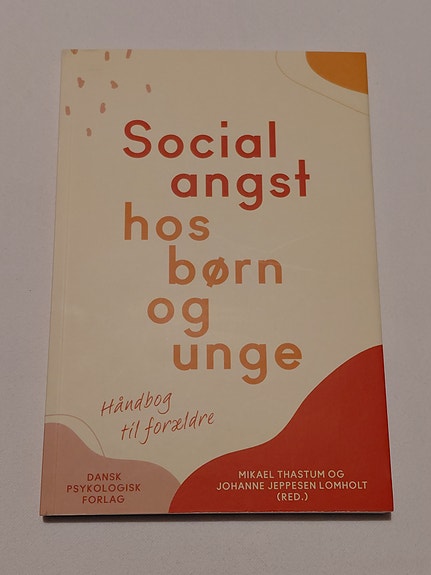 Social
angst
hos
børn
og
unge
Håndbog
til forældre
DANSK
PSYKOLOGISK
FORLAG
MIKAEL THASTUM OG
JOHANNE JEPPESEN LOMHOLT
(RED.)